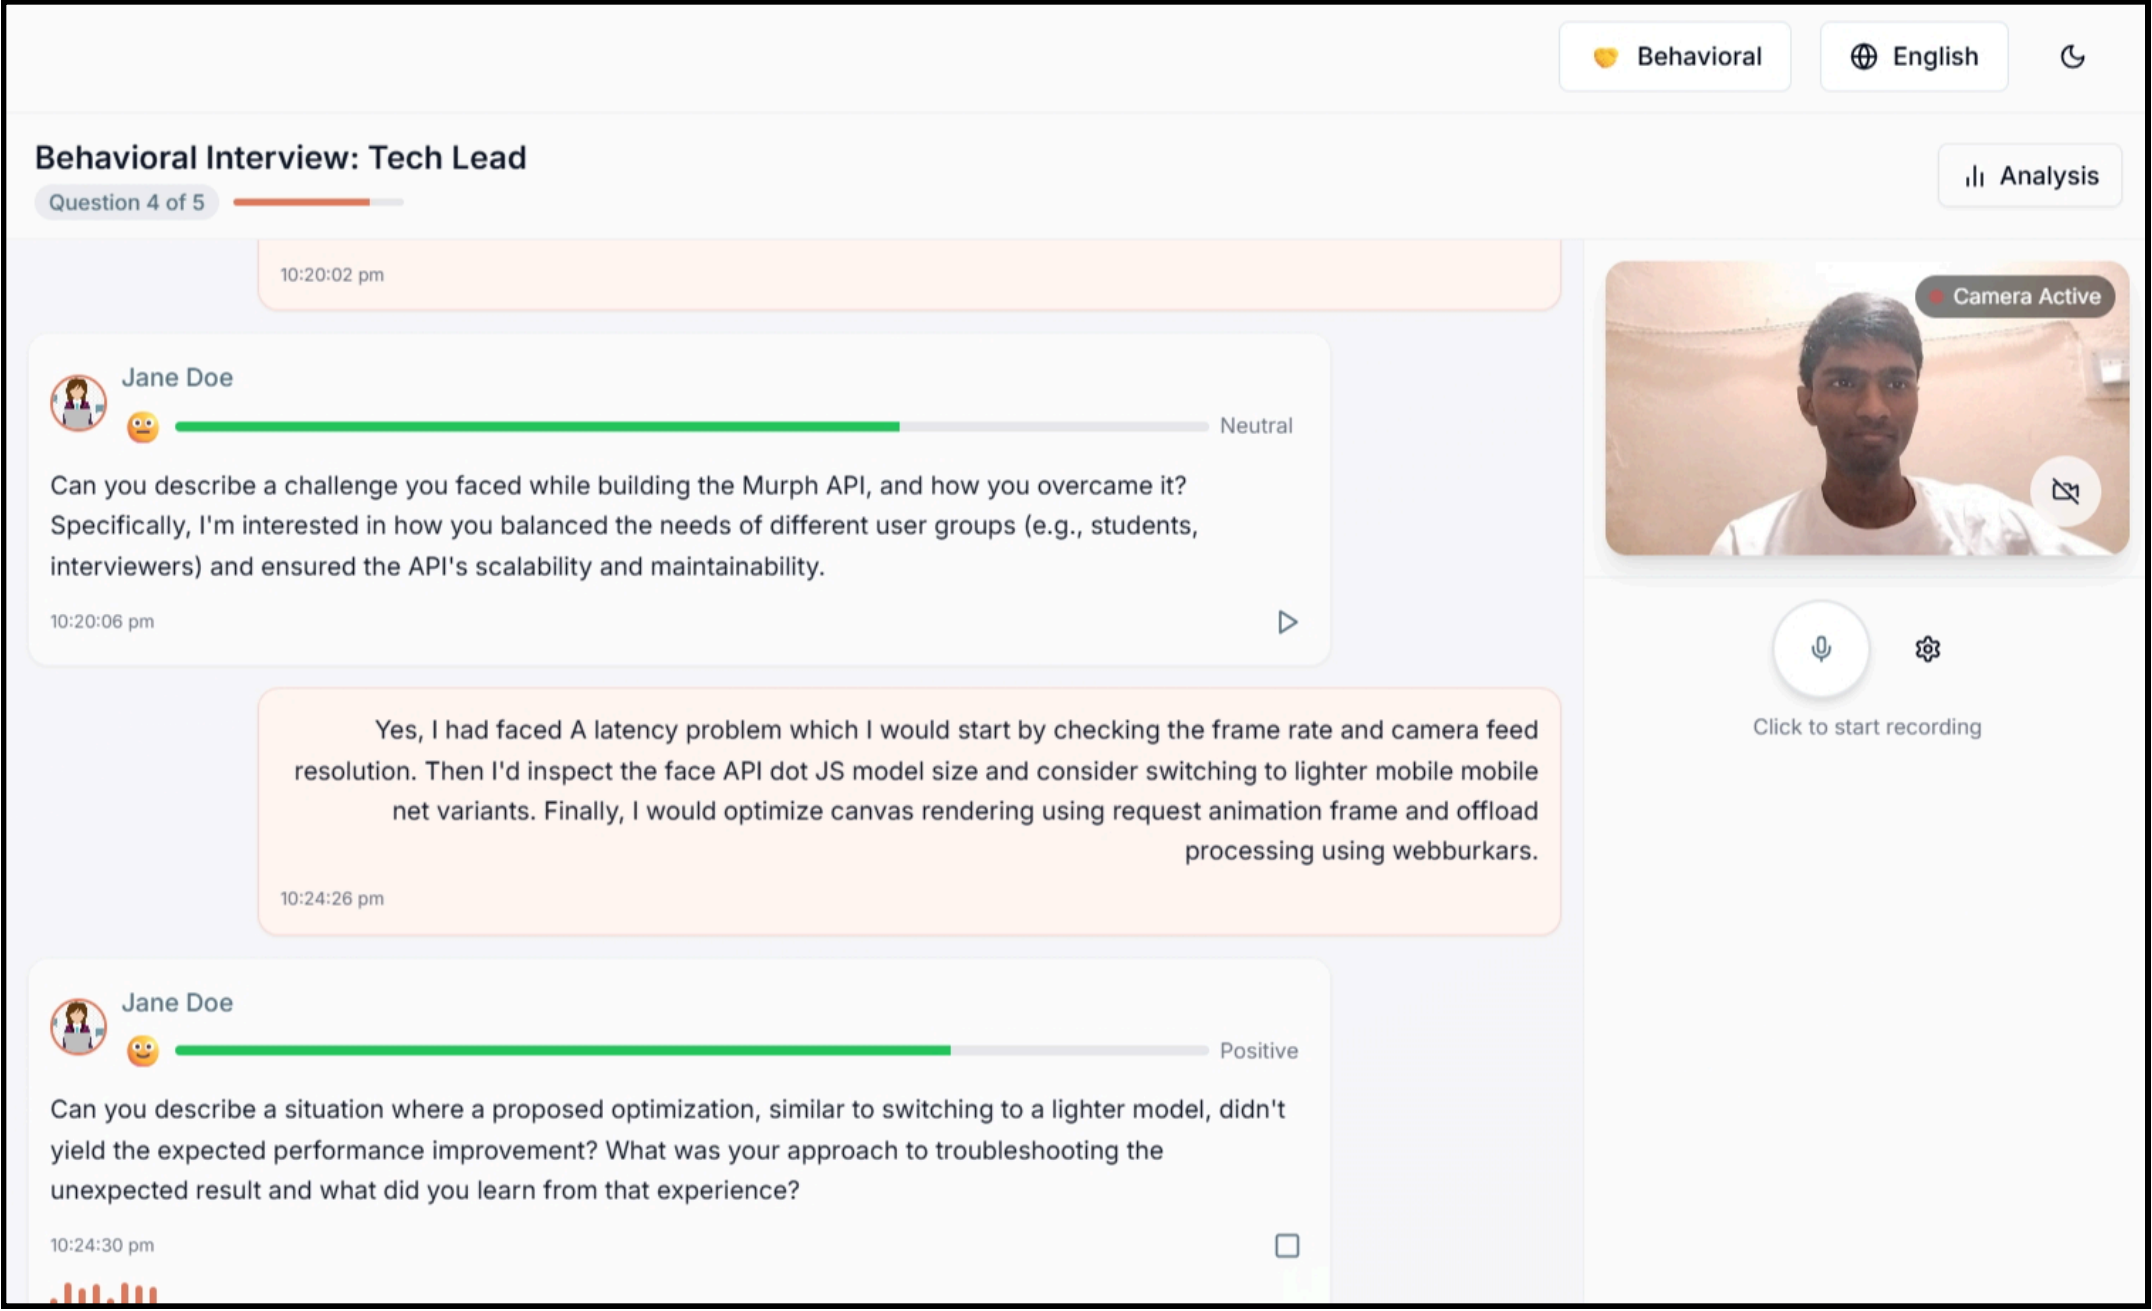 Behavioral
English
Behavioral Interview: Tech Lead
Question 4 of 5
Analysis
10:20:02 pm
Camera Active
Jane Doe
Neutral
Can you describe a challenge you faced while building the Murph API, and how you overcame it?
Specifically, I'm interested in how you balanced the needs of different user groups (e.g., students,
interviewers) and ensured the API's scalability and maintainability.
10:20:06 pm
Click to start recording
Yes, I had faced A latency problem which I would start by checking the frame rate and camera feed
resolution. Then I'd inspect the face API dot JS model size and consider switching to lighter mobile mobile
net variants. Finally, I would optimize canvas rendering using request animation frame and offload
processing using webburkars.
10:24:26 pm
Jane Doe
Positive
Can you describe a situation where a proposed optimization, similar to switching to a lighter model, didn't
yield the expected performance improvement? What was your approach to troubleshooting the
unexpected result and what did you learn from that experience?
10:24:30 pm